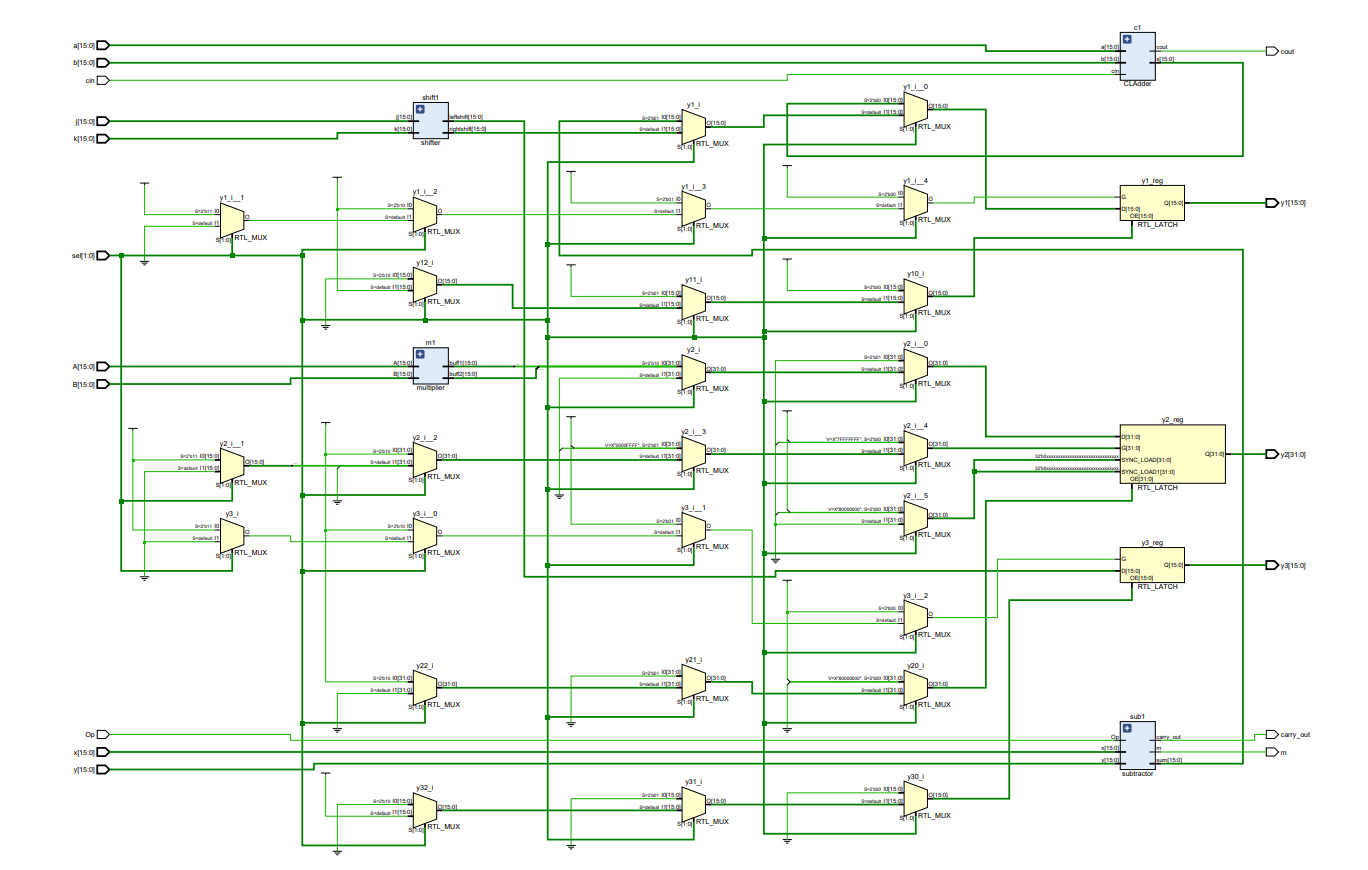 c1
a[15:0]
a[15:0] cout
cout
b[15:0]
b[15:0] s[15:0]
cin
cin
CLAdder
shift1
j[15:0]
j[15:0] leftshift[15:0]
k[15:0]
k[15:0] rightshift[15:0]
shifter
y1_i
S=2'b01 I0[15:0]
S=default I1[15:0]
O[15:0]
S[1:0]
RTL_MUX
y1_i__0
S=2'b00 I0[15:0]
S=default I1[15:0]
O[15:0]
S[1:0]
RTL_MUX
y1_i__1
S=2'b11 I0
S=default I1
O
S[1:0]
RTL_MUX
y1_i__2
S=2'b10 I0
S=default I1
O
S[1:0]
RTL_MUX
y1_i__3
S=2'b01 I0
S=default I1
O
S[1:0]
RTL_MUX
y1_i__4
S=2'b00 I0
S=default I1
O
S[1:0]
RTL_MUX
y1_reg
G
D[15:0]
OE[15:0]
Q[15:0]
RTL_LATCH
y1[15:0]
sel[1:0]
y12_i
S=2'b10 I0[15:0]
S=default I1[15:0]
O[15:0]
S[1:0]
RTL_MUX
y11_i
S=2'b01 I0[15:0]
S=default I1[15:0]
O[15:0]
S[1:0]
RTL_MUX
y10_i
S=2'b00 I0[15:0]
S=default I1[15:0]
O[15:0]
S[1:0]
RTL_MUX
m1
A[15:0]
A[15:0] buff1[15:0]
B[15:0]
B[15:0] buff2[15:0]
multiplier
y2_i
S=2'b10 I0[31:0]
S=default I1[31:0]
O[31:0]
S[1:0]
RTL_MUX
y2_i__0
S=2'b01 I0[31:0]
S=default I1[31:0]
O[31:0]
S[1:0]
RTL_MUX
y2_i__1
S=2'b11 I0[15:0]
S=default I1[15:0]
O[15:0]
S[1:0]
RTL_MUX
y2_i__2
S=2'b10 I0[31:0]
S=default I1[31:0]
O[31:0]
S[1:0]
RTL_MUX
y2_i__3
V=X"0000FFFF", S=2'b01 I0[31:0]
S=default I1[31:0]
O[31:0]
S[1:0]
RTL_MUX
y2_i__4
V=X"FFFFFFFF", S=2'b00 I0[31:0]
S=default I1[31:0]
O[31:0]
S[1:0]
RTL_MUX
y2_reg
D[31:0]
G[31:0]
SYNC_LOAD[31:0]
SYNC_LOAD1[31:0]
OE[31:0]
Q[31:0]
RTL_LATCH
y2[31:0]
y3_i
S=2'b11 I0
S=default I1
O
S[1:0]
RTL_MUX
y3_i__0
S=2'b10 I0
S=default I1
O
S[1:0]
RTL_MUX
y3_i__1
S=2'b01 I0
S=default I1
O
S[1:0]
RTL_MUX
y2_i__5
V=X"00000000", S=2'b00 I0[31:0]
S=default I1[31:0]
O[31:0]
S[1:0]
RTL_MUX
y3_reg
G
D[15:0]
OE[15:0]
Q[15:0]
RTL_LATCH
y3[15:0]
y3_i__2
S=2'b00 I0
S=default I1
O
S[1:0]
RTL_MUX
y22_i
S=2'b10 I0[31:0]
S=default I1[31:0]
O[31:0]
S[1:0]
RTL_MUX
y21_i
S=2'b01 I0[31:0]
S=default I1[31:0]
O[31:0]
S[1:0]
RTL_MUX
y20_i
V=X"00000000", S=2'b00 I0[31:0]
S=default I1[31:0]
O[31:0]
S[1:0]
RTL_MUX
sub1
Op
Op carry_out
carry_out
x[15:0]
x[15:0] m
m
y[15:0]
y[15:0] sum[15:0]
subtractor
y32_i
S=2'b10 I0[15:0]
S=default I1[15:0]
O[15:0]
S[1:0]
RTL_MUX
y31_i
S=2'b01 I0[15:0]
S=default I1[15:0]
O[15:0]
S[1:0]
RTL_MUX
y30_i
S=2'b00 I0[15:0]
S=default I1[15:0]
O[15:0]
S[1:0]
RTL_MUX